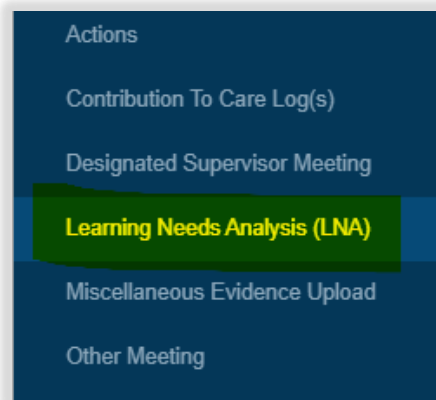 Actions
Contribution To Care Log(s)
Designated Supervisor Meeting
Learning Needs Analysis (LNA)
Miscellaneous Evidence Upload
Other Meeting